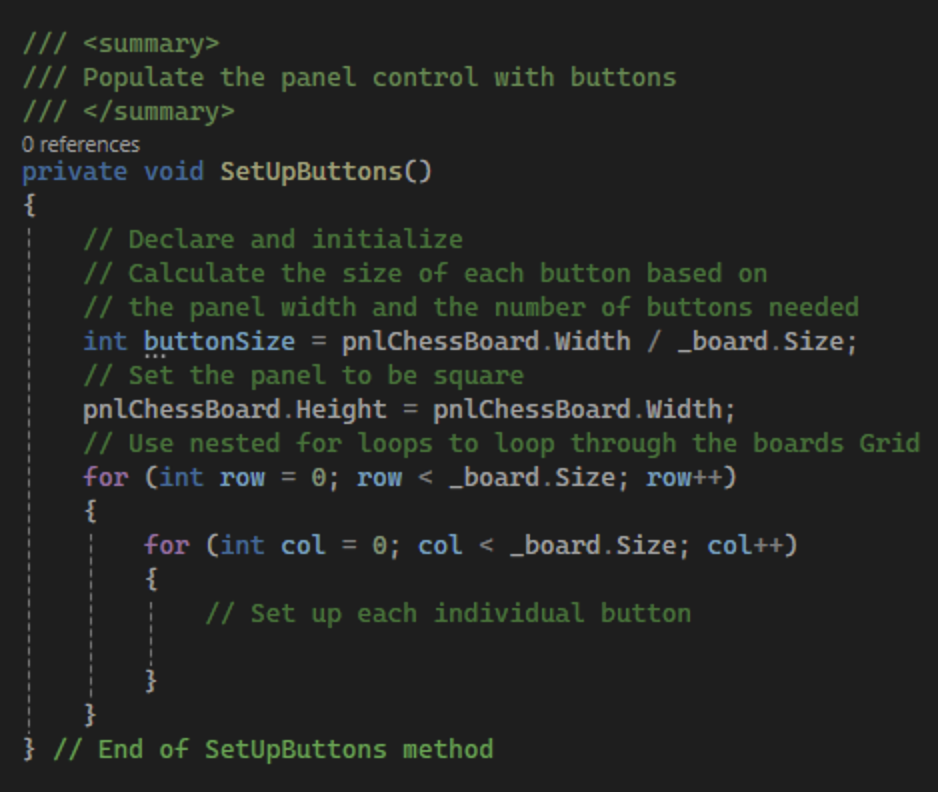 /// <summary>
/// Populate the panel control with buttons
/// </summary>
0 references
private void SetUpButtons()
{
// Declare and initialize
// Calculate the size of each button based on
// the panel width and the number of buttons needed
int buttonSize = pnlChessBoard.Width / _board.Size;
// Set the panel to be square
pnlChessBoard.Height = pnlChessBoard.Width;
// Use nested for loops to loop through the boards Grid
for (int row = 0; row < _board.Size; row++)
{
for (int col = 0; col < _board.Size; col++)
{
// Set up each individual button
}
}
} // End of SetUpButtons method